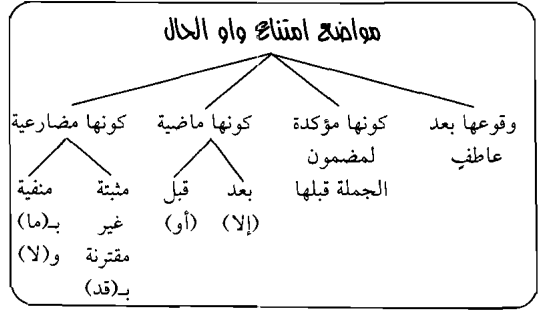 مواضع امتناع واو الحال
وقوعها بعد
عاطفٍ
كونها مؤكدة
لمضمون
الجملة قبلها
كونها ماضية
بعد
(إلا)
قبل
(أو)
كونها مضارعية
مثبتة
غير
مقترنة
بـ(قد)
منفية
بـ(ما)
و(لا)